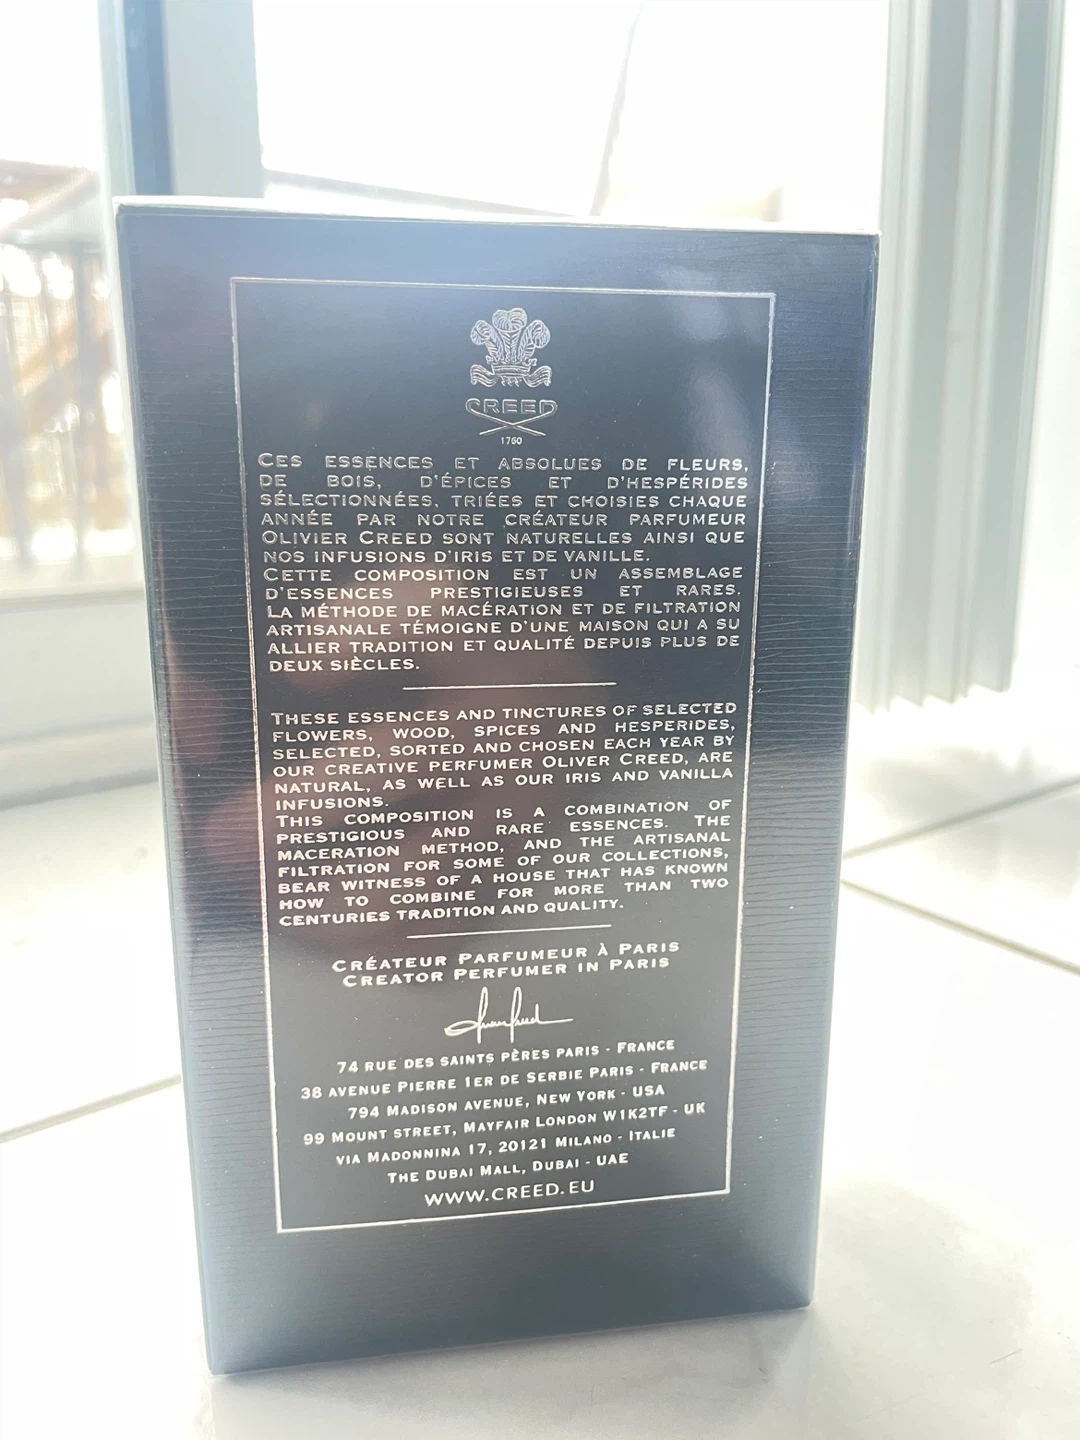 CREED
1760
CES ESSENCES ET ABSOLUES DE FLEURS,
DE BOIS, D'ÉPICES ET D'HESPÉRIDES
SÉLECTIONNÉES, TRIÉES ET CHOISIES CHAQUE
ANNÉE PAR NOTRE CRÉATEUR PARFUMEUR
OLIVIER CREED SONT NATURELLES AINSI QUE
NOS INFUSIONS D'IRIS ET DE VANILLE.
CETTE COMPOSITION EST UN ASSEMBLAGE
D'ESSENCES PRESTIGIEUSES ET RARES.
LA MÉTHODE DE MACÉRATION ET DE FILTRATION
ARTISANALE TÉMOIGNE D'UNE MAISON QUI A SU
ALLIER TRADITION ET QUALITÉ DEPUIS PLUS DE
DEUX SIÈCLES.
THESE ESSENCES AND TINCTURES OF SELECTED
FLOWERS, WOOD, SPICES AND HESPERIDES,
SELECTED, SORTED AND CHOSEN EACH YEAR BY
OUR CREATIVE PERFUMER OLIVER CREED, ARE
NATURAL, AS WELL AS OUR IRIS AND VANILLA
INFUSIONS.
THIS COMPOSITION IS A COMBINATION OF
PRESTIGIOUS AND RARE ESSENCES. THE
MACERATION METHOD, AND THE ARTISANAL
FILTRATION FOR SOME OF OUR COLLECTIONS,
BEAR WITNESS OF A HOUSE THAT HAS KNOWN
HOW TO COMBINE FOR MORE THAN TWO
CENTURIES TRADITION AND QUALITY.
CRÉATEUR PARFUMEUR À PARIS
CREATOR PERFUMER IN PARIS
74 RUE DES SAINTS PÈRES PARIS - FRANCE
38 AVENUE PIERRE 1ER DE SERBIE PARIS - FRANCE
794 MADISON AVENUE, NEW YORK - USA
99 MOUNT STREET, MAYFAIR LONDON W1K2TF - UK
VIA MADONNINA 17, 20121 MILANO - ITALIE
THE DUBAI MALL, DUBAI - UAE
WWW.CREED.EU